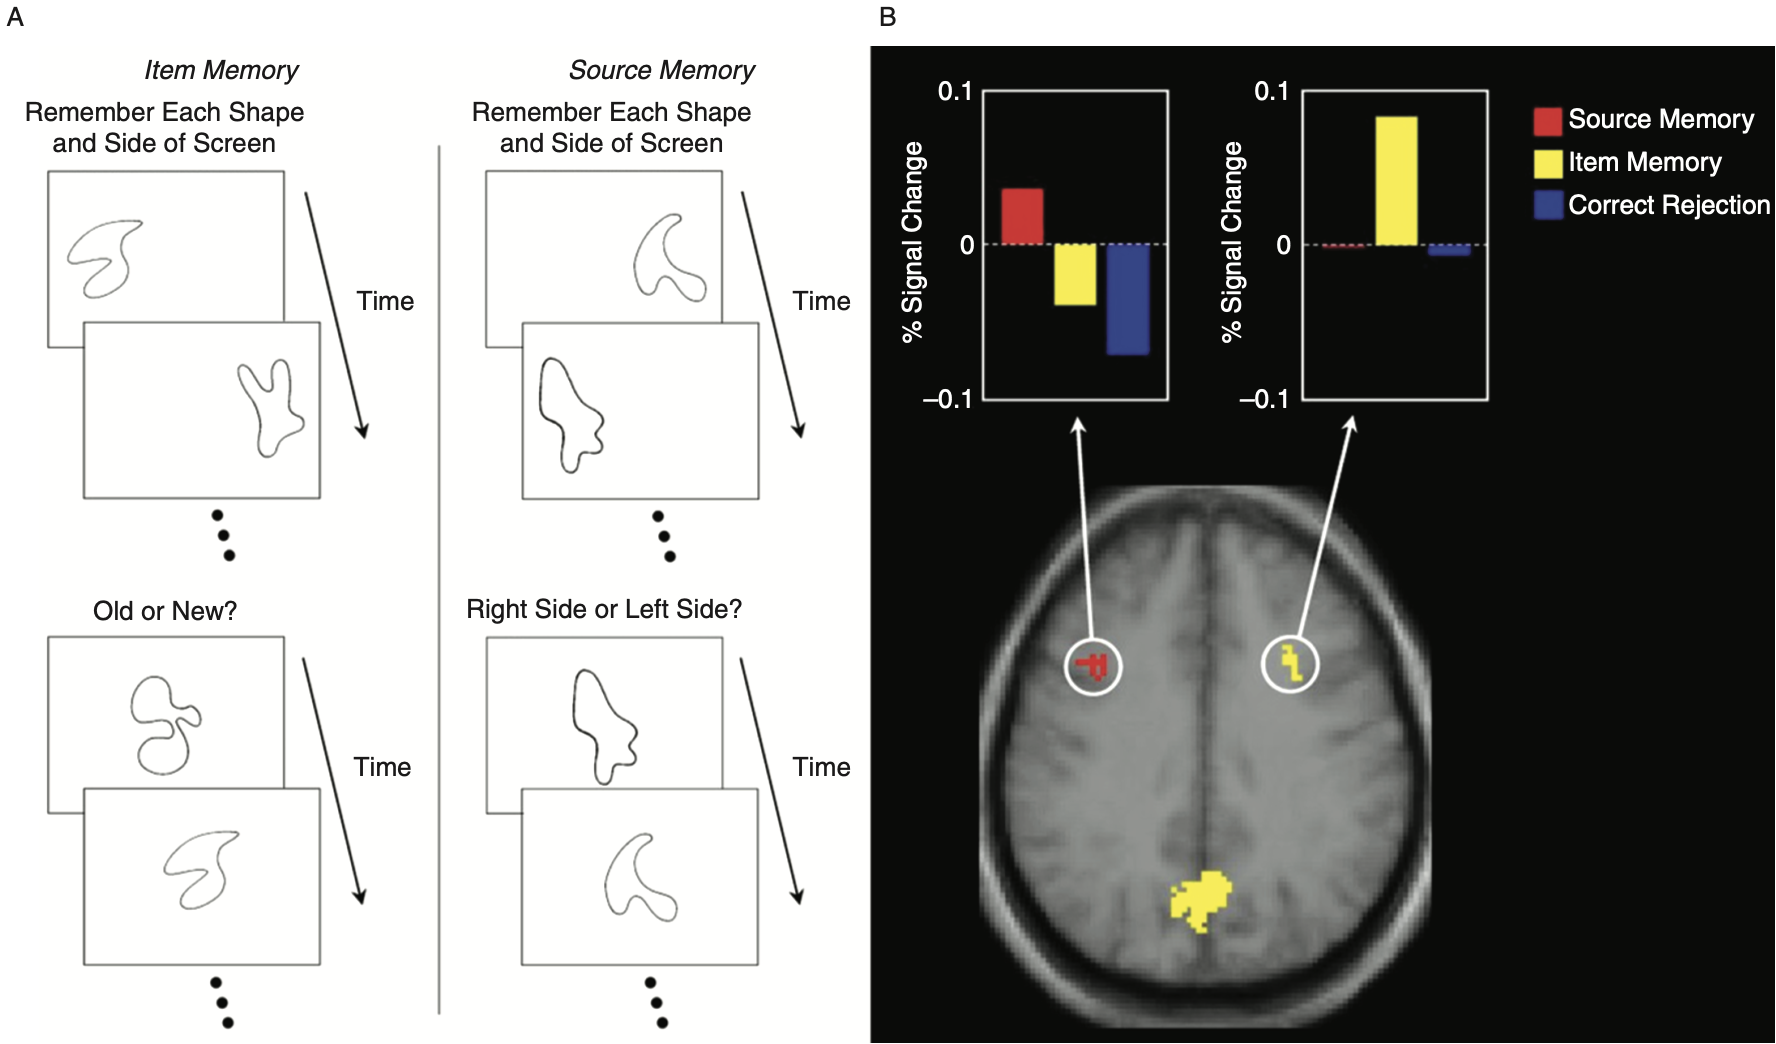 A
Item Memory
Remember Each Shape
and Side of Screen
Time
Old or New?
Time
Source Memory
Remember Each Shape
and Side of Screen
Time
Right Side or Left Side?
Time
B
% Signal Change
0.1
0
–0.1
% Signal Change
0.1
0
–0.1
Source Memory
Item Memory
Correct Rejection